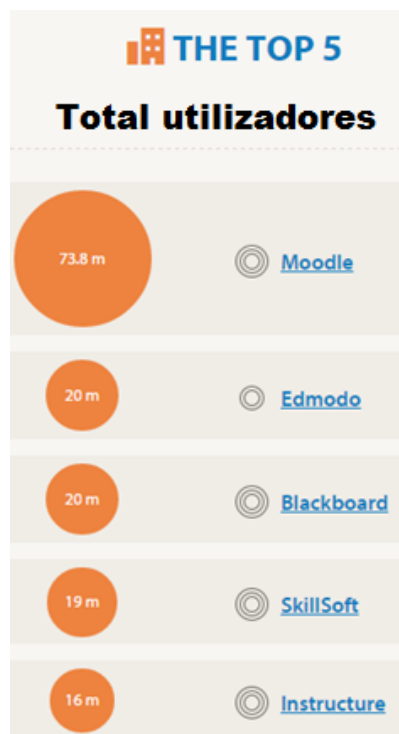 THE TOP 5
Total utilizadores
73.8 m Moodle
20 m Edmodo
20 m Blackboard
19 m SkillSoft
16 m Instructure